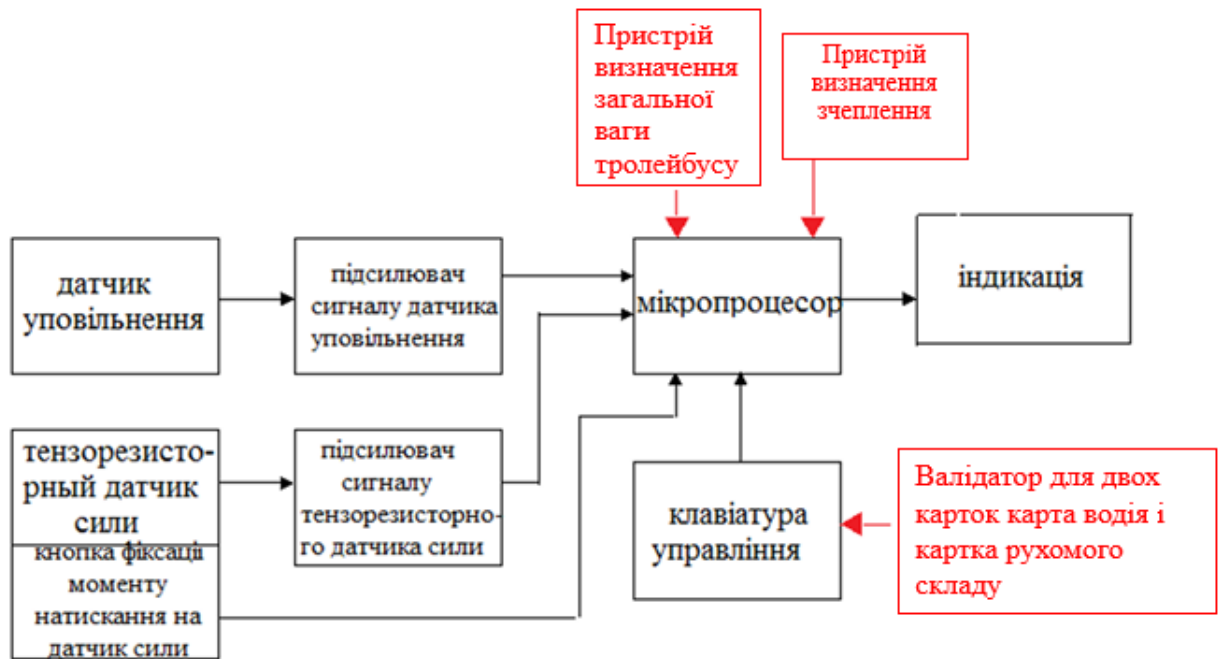 Пристрій
визначення
загальної
ваги
тролейбусу
Пристрій
визначення
зчеплення
датчик
уповільнення
підсилювач
сигналу датчика
уповільнення
мікропроцесор
індикація
тензорезисто-
рный датчик
сили
кнопка фіксації
моменту
натискання на
датчик сили
підсилювач
сигналу
тензорезисторно-
го датчика сили
клавіатура
управління
Валідатор для двох
карток карта водія і
картка рухомого
складу